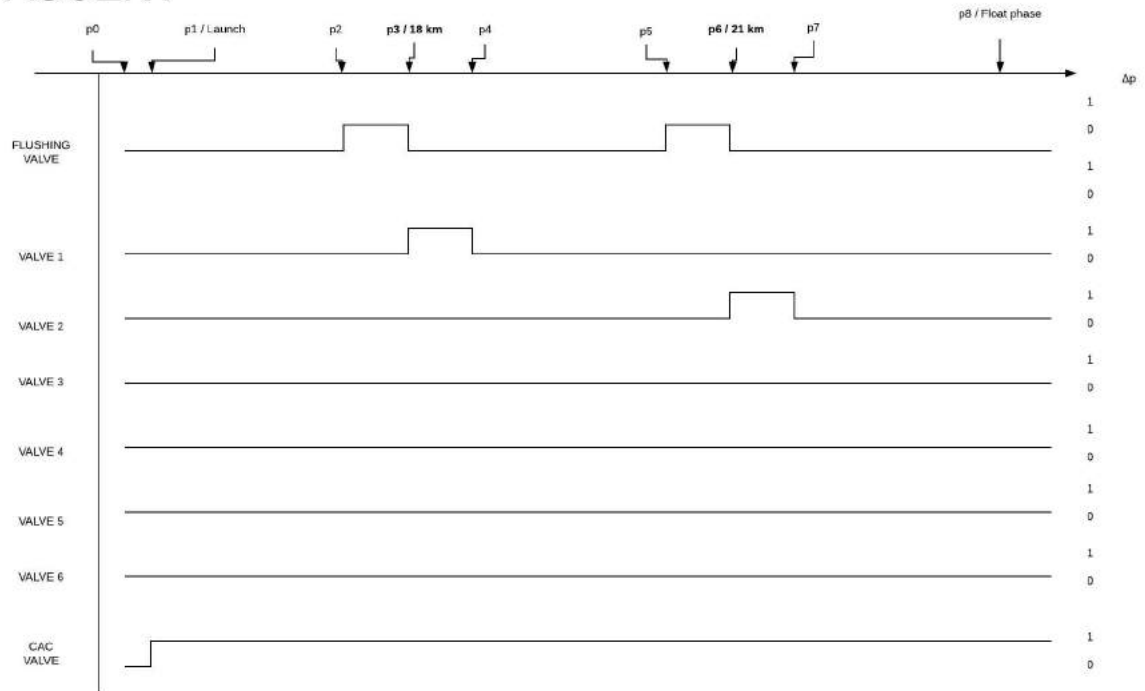 p8 / Float phase
p0
p1 / Launch
p2
p3 / 18 km
p4
p5
p6 / 21 km
p7
Δp
1
0
FLUSHING
VALVE
1
0
1
VALVE 1
0
1
VALVE 2
0
1
VALVE 3
0
1
VALVE 4
0
1
VALVE 5
0
1
VALVE 6
0
1
CAC
VALVE
0